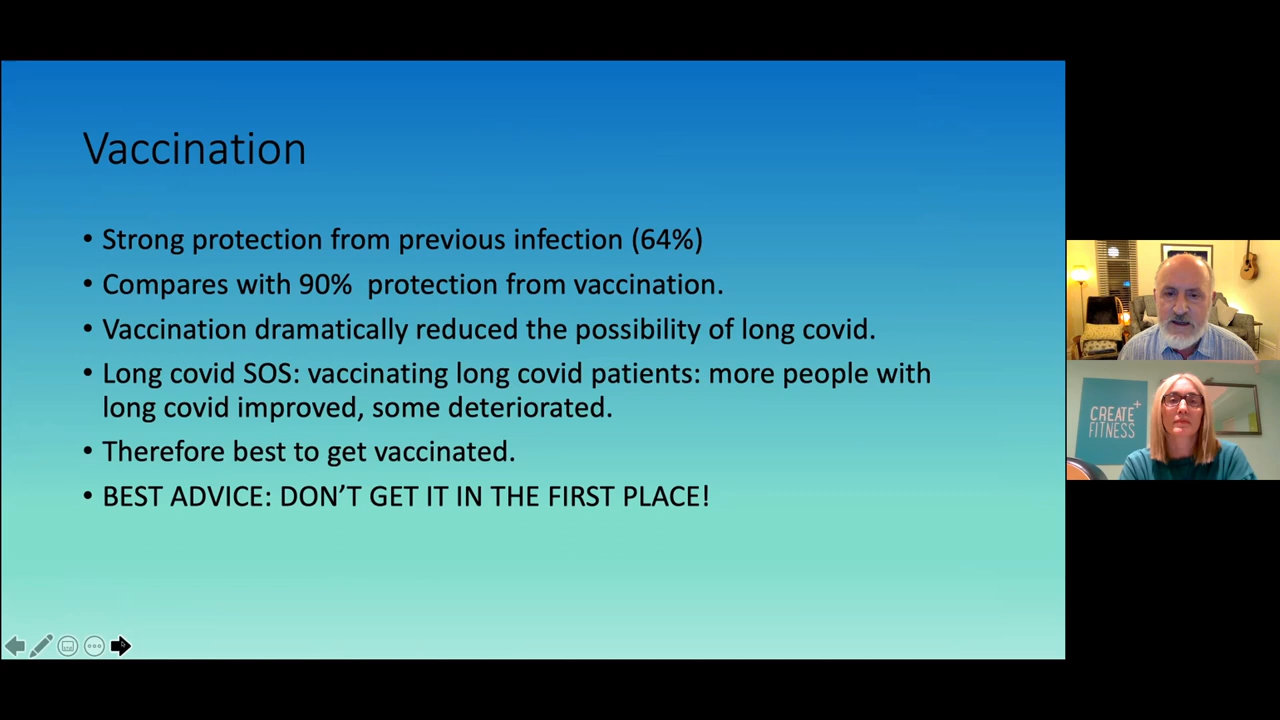 Vaccination
• Strong protection from previous infection (64%)
• Compares with 90%  protection from vaccination.
• Vaccination dramatically reduced the possibility of long covid.
• Long covid SOS: vaccinating long covid patients: more people with
long covid improved, some deteriorated.
• Therefore best to get vaccinated.
• BEST ADVICE: DON’T GET IT IN THE FIRST PLACE!
CREATE+
FITNESS